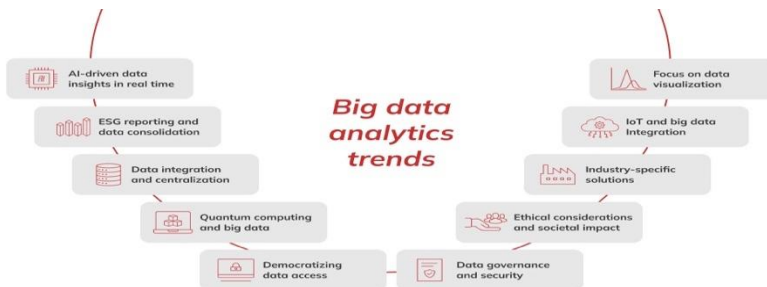 AI-driven data
insights in real time
ESG reporting and
data consolidation
Data integration
and centralization
Quantum computing
and big data
Democratizing
data access
Big data
analytics
trends
Focus on data
visualization
IoT and big data
Integration
Industry-specific
solutions
Ethical considerations
and societal impact
Data governance
and security